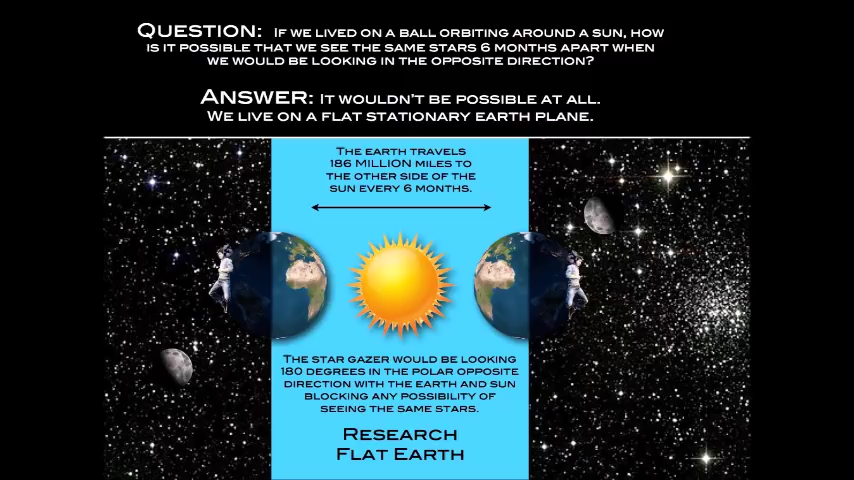 QUESTION: IF WE LIVED ON A BALL ORBITING AROUND A SUN, HOW
IS IT POSSIBLE THAT WE SEE THE SAME STARS 6 MONTHS APART WHEN
WE WOULD BE LOOKING IN THE OPPOSITE DIRECTION?
ANSWER: IT WOULDN'T BE POSSIBLE AT ALL.
WE LIVE ON A FLAT STATIONARY EARTH PLANE.
THE EARTH TRAVELS
186 MILLION MILES TO
THE OTHER SIDE OF THE
SUN EVERY 6 MONTHS.
THE STAR GAZER WOULD BE LOOKING
180 DEGREES IN THE POLAR OPPOSITE
DIRECTION WITH THE EARTH AND SUN
BLOCKING ANY POSSIBILITY OF
SEEING THE SAME STARS.
RESEARCH
FLAT EARTH